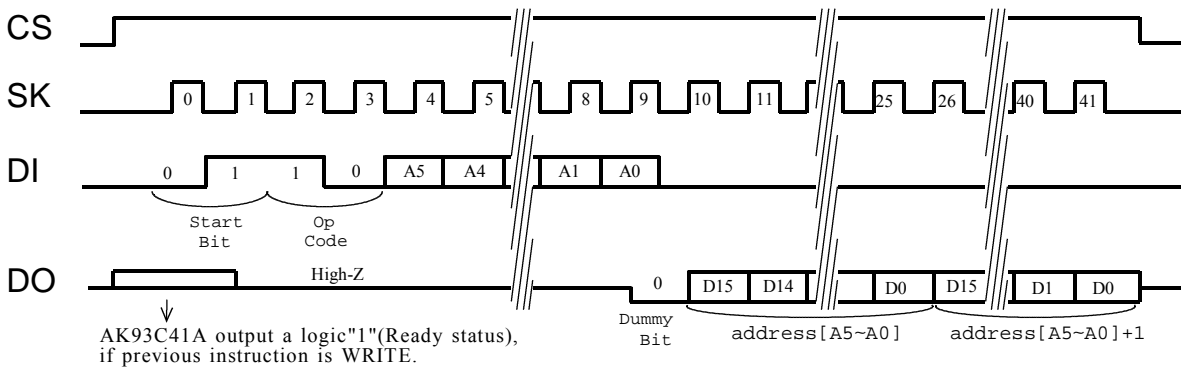 CS
SK 0 1 2 3 4 5 8 9 10 11 25 26 40 41
DI 0 1 1 0 A5 A4 A1 A0
Start Bit
Op Code
DO High-Z 0 D15 D14 D0 D15 D1 D0
Dummy Bit
address[A5~A0] address[A5~A0]+1
AK93C41A output a logic"1"(Ready status),
if previous instruction is WRITE.